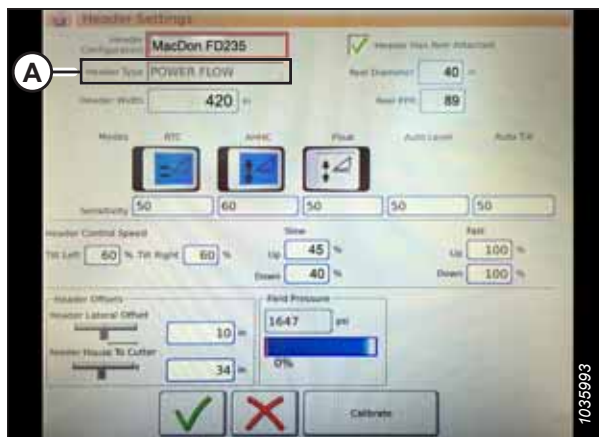 Header Settings
Header Configuration MacDon FD235
Header Has Reel Attached
A
Header Type POWER FLOW
Reel Diameter 40 in
Header Width 420 in
Reel PPR 89
Modes RTC AHHC Float Auto Level Auto Tilt
Sensitivity 50 60 50 50 50
Header Control Speed
Slow Fast
Tilt Left 60 % Tilt Right 60 % Up 45 % Up 100 %
Down 40 % Down 100 %
Header Offsets
Field Pressure
Header Lateral Offset
10 in
1647 psi
Feeder House To Cutter
34 in
0%
Calibrate
1035993